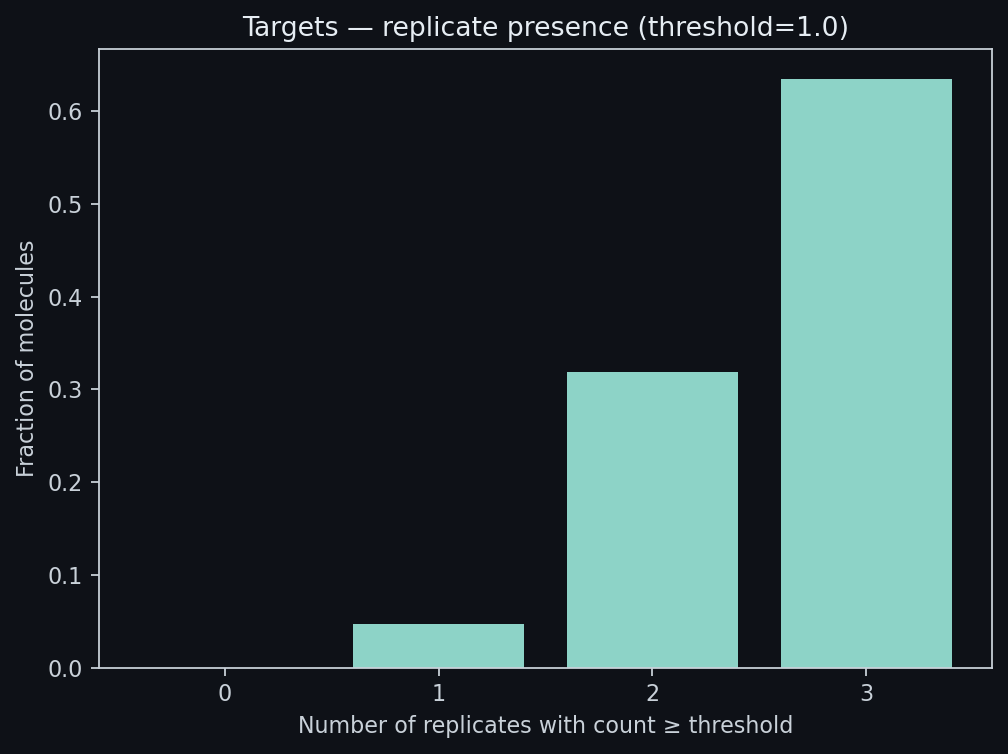 Targets — replicate presence (threshold=1.0)
Fraction of molecules
0.6
0.5
0.4
0.3
0.2
0.1
0.0
0 1 2 3
Number of replicates with count ≥ threshold